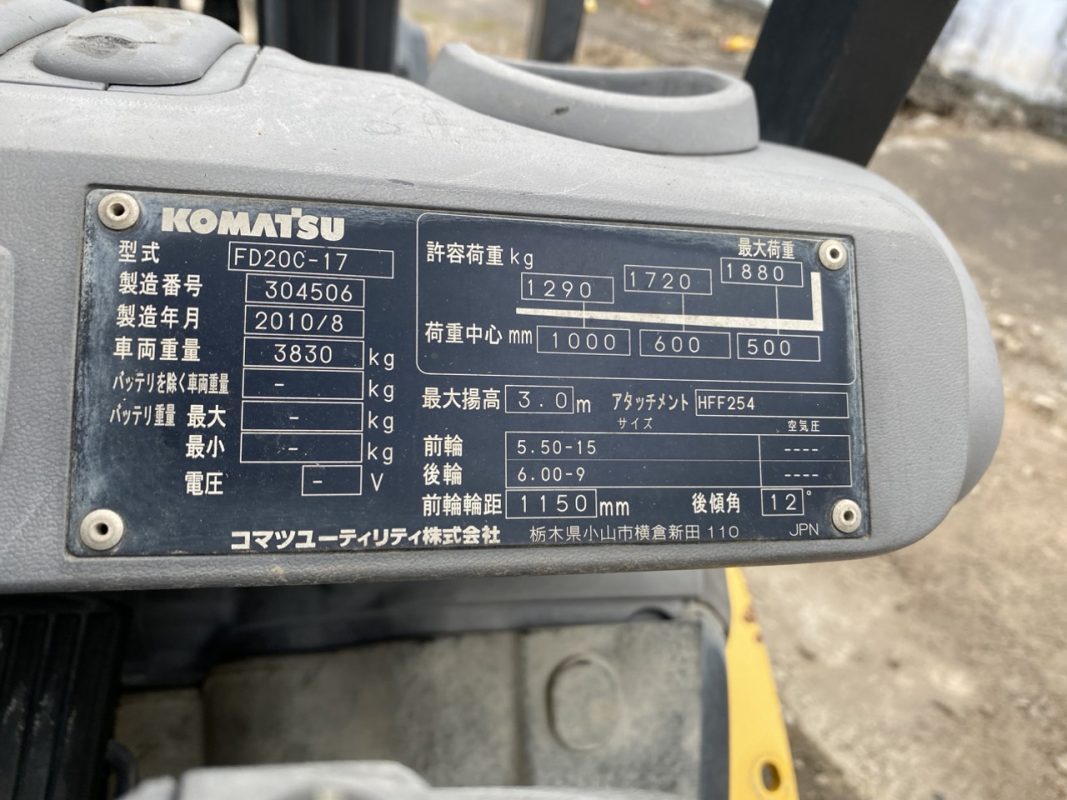 KOMATSU
型式 FD20C-17
製造番号 304506
製造年月 2010/8
車両重量 3830 kg
バッテリを除く車両重量 - kg
バッテリ重量 最大 - kg
最小 - kg
電圧 - V
許容荷重 kg 最大荷重
1290 1720 1880
荷重中心 mm 1000 600 500
最大揚高 3.0 m アタッチメント HFF254
サイズ 空気圧
前輪 5.50-15 ----
後輪 6.00-9 ----
前輪輪距 1150 mm 後傾角 12°
コマツユーティリティ株式会社 栃木県小山市横倉新田 110 JPN